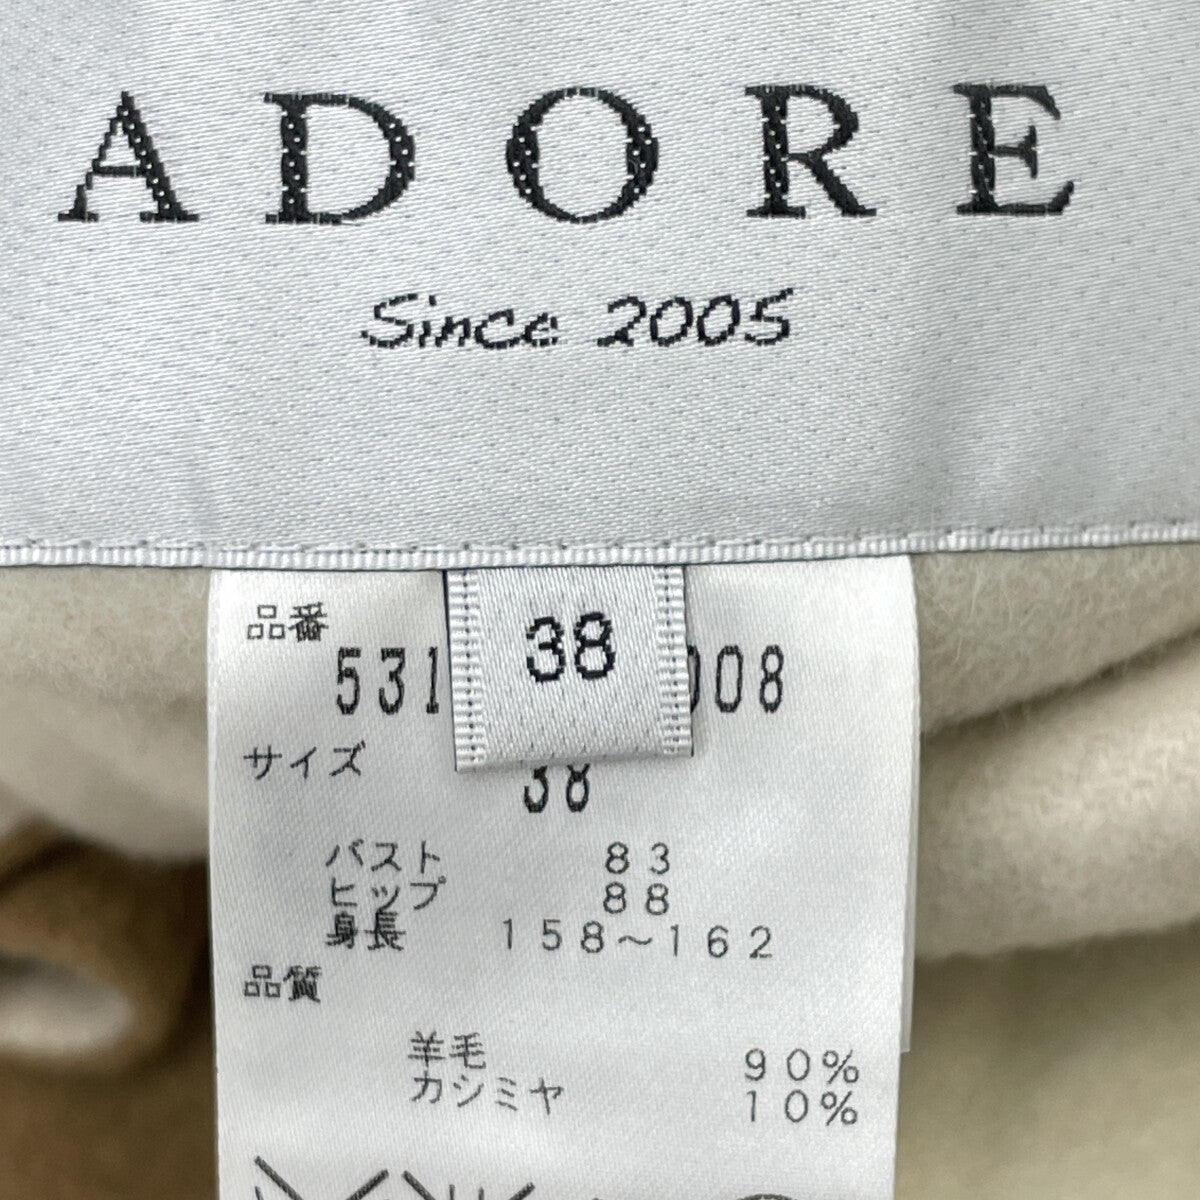 ADORE
Since 2005
38
品番
531 008
サイズ
38
バスト 83
ヒップ 88
身長 158～162
品質
羊毛 90%
カシミヤ 10%